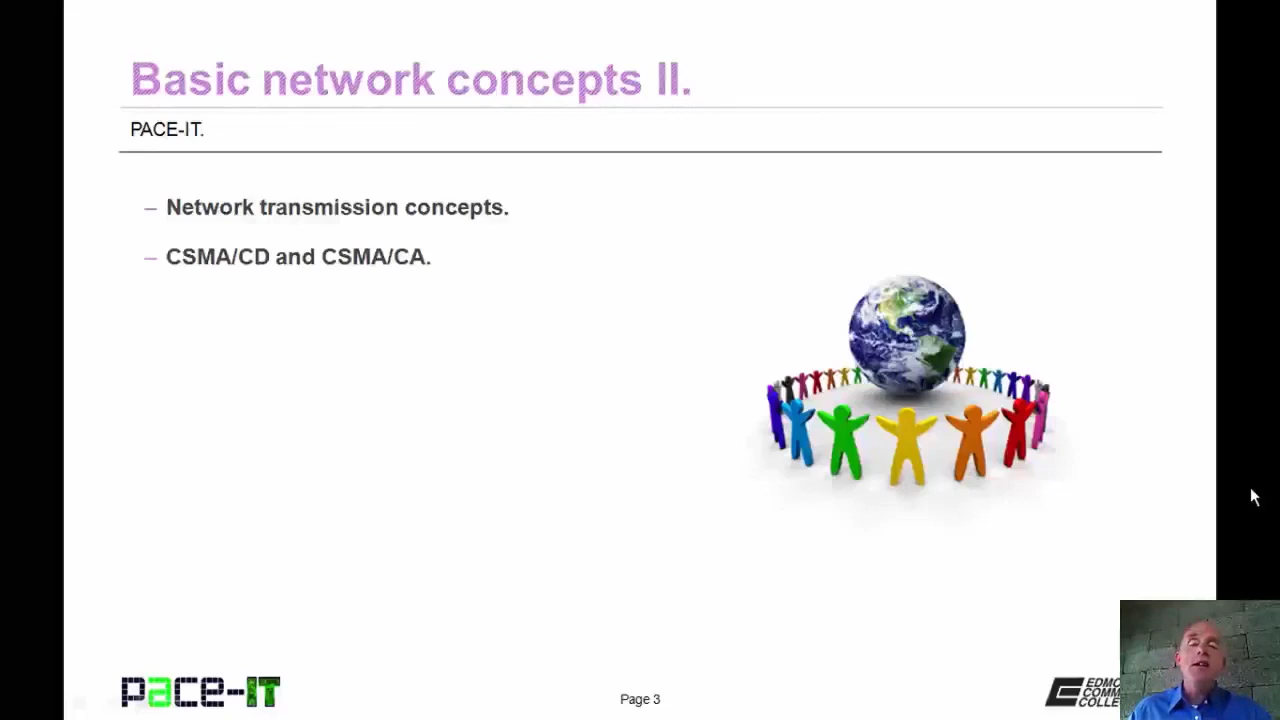 Basic network concepts II.
PACE-IT.
– Network transmission concepts.
– CSMA/CD and CSMA/CA.
pace-IT
Page 3